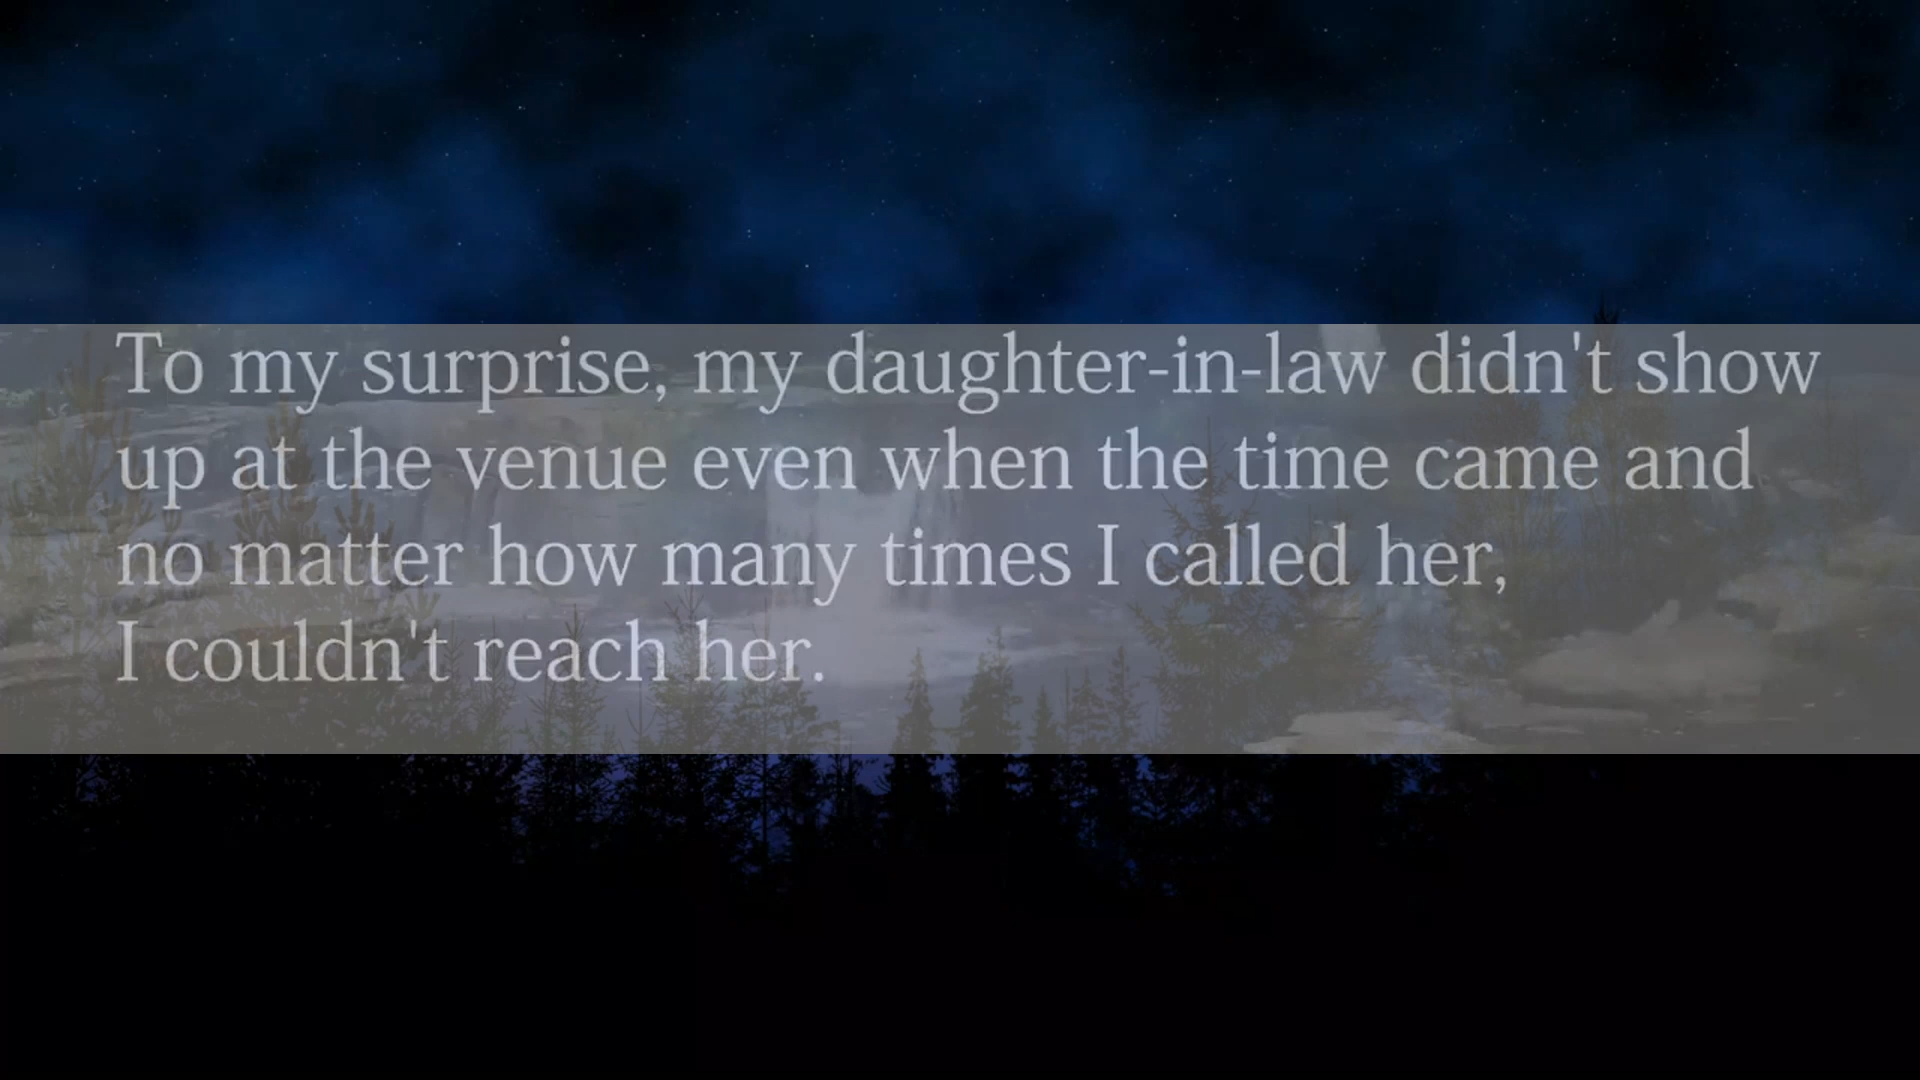 To my surprise, my daughter-in-law didn't show
up at the venue even when the time came and
no matter how many times I called her,
I couldn't reach her.